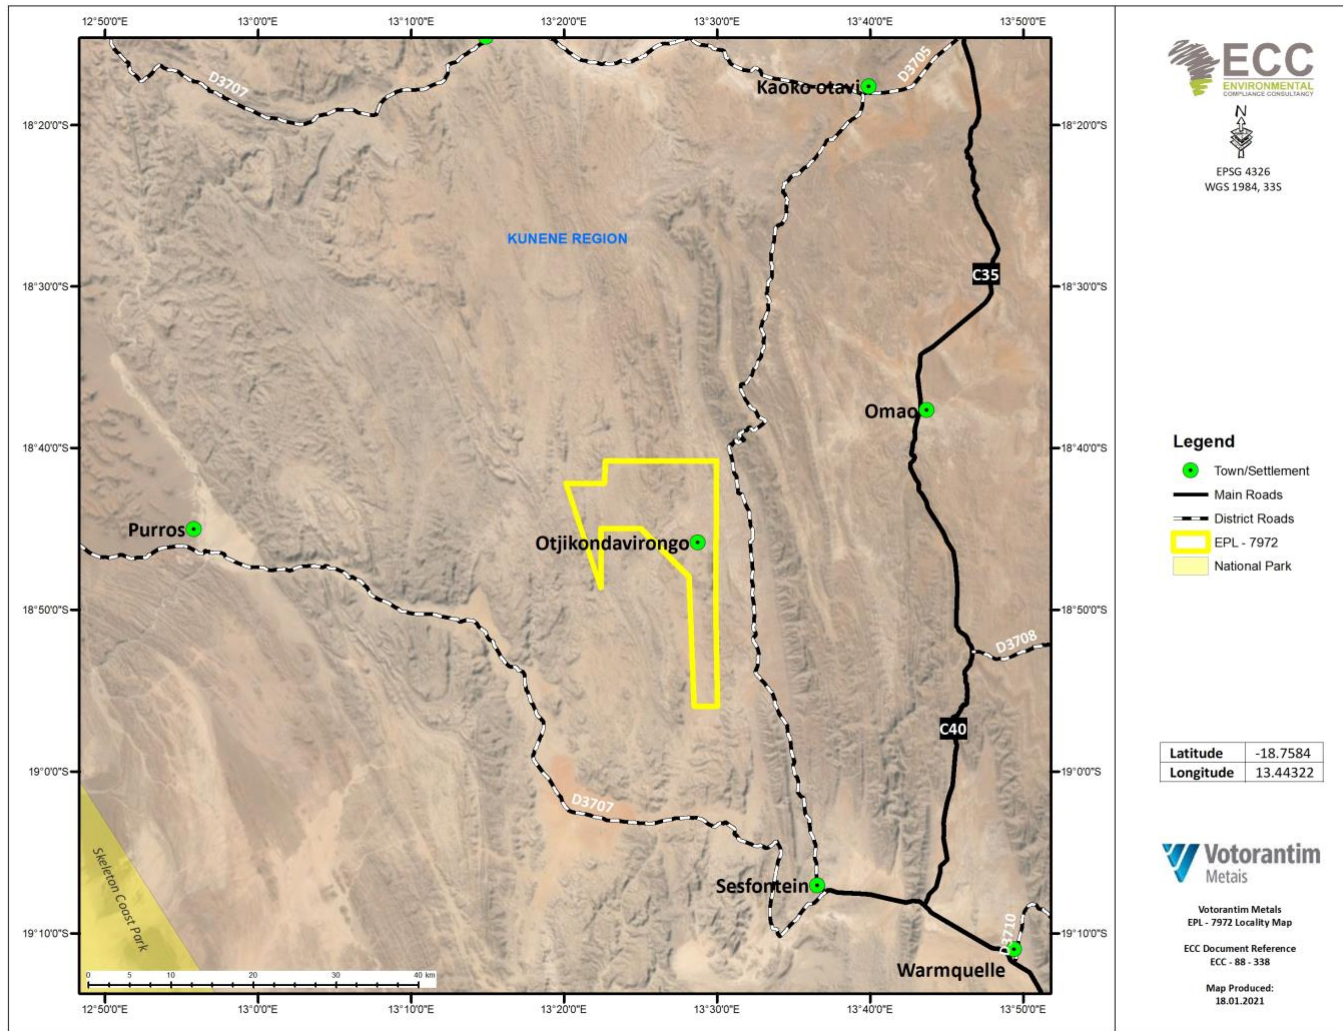 12°50'0"E
13°0'0"E
13°10'0"E
13°20'0"E
13°30'0"E
13°40'0"E
13°50'0"E
D3707
Kaoko otavi
D3705
18°20'0"S
18°20'0"S
KUNENE REGION
C35
18°30'0"S
18°30'0"S
Omao
18°40'0"S
18°40'0"S
Purros
Otjikondavirongo
18°50'0"S
18°50'0"S
D3708
C40
19°0'0"S
19°0'0"S
D3707
Skeleton Coast Park
Sesfontein
19°10'0"S
19°10'0"S
D3710
Warmquelle
0 5 10 20 30 40 km
12°50'0"E
13°0'0"E
13°10'0"E
13°20'0"E
13°30'0"E
13°40'0"E
13°50'0"E
ECC
ENVIRONMENTAL
COMPLIANCE CONSULTANCY
N
EPSG 4326
WGS 1984, 33S
Legend
Town/Settlement
Main Roads
District Roads
EPL - 7972
National Park
Latitude -18.7584
Longitude 13.44322
Votorantim
Metais
Votorantim Metals
EPL - 7972 Locality Map
ECC Document Reference
ECC - 88 - 338
Map Produced:
18.01.2021